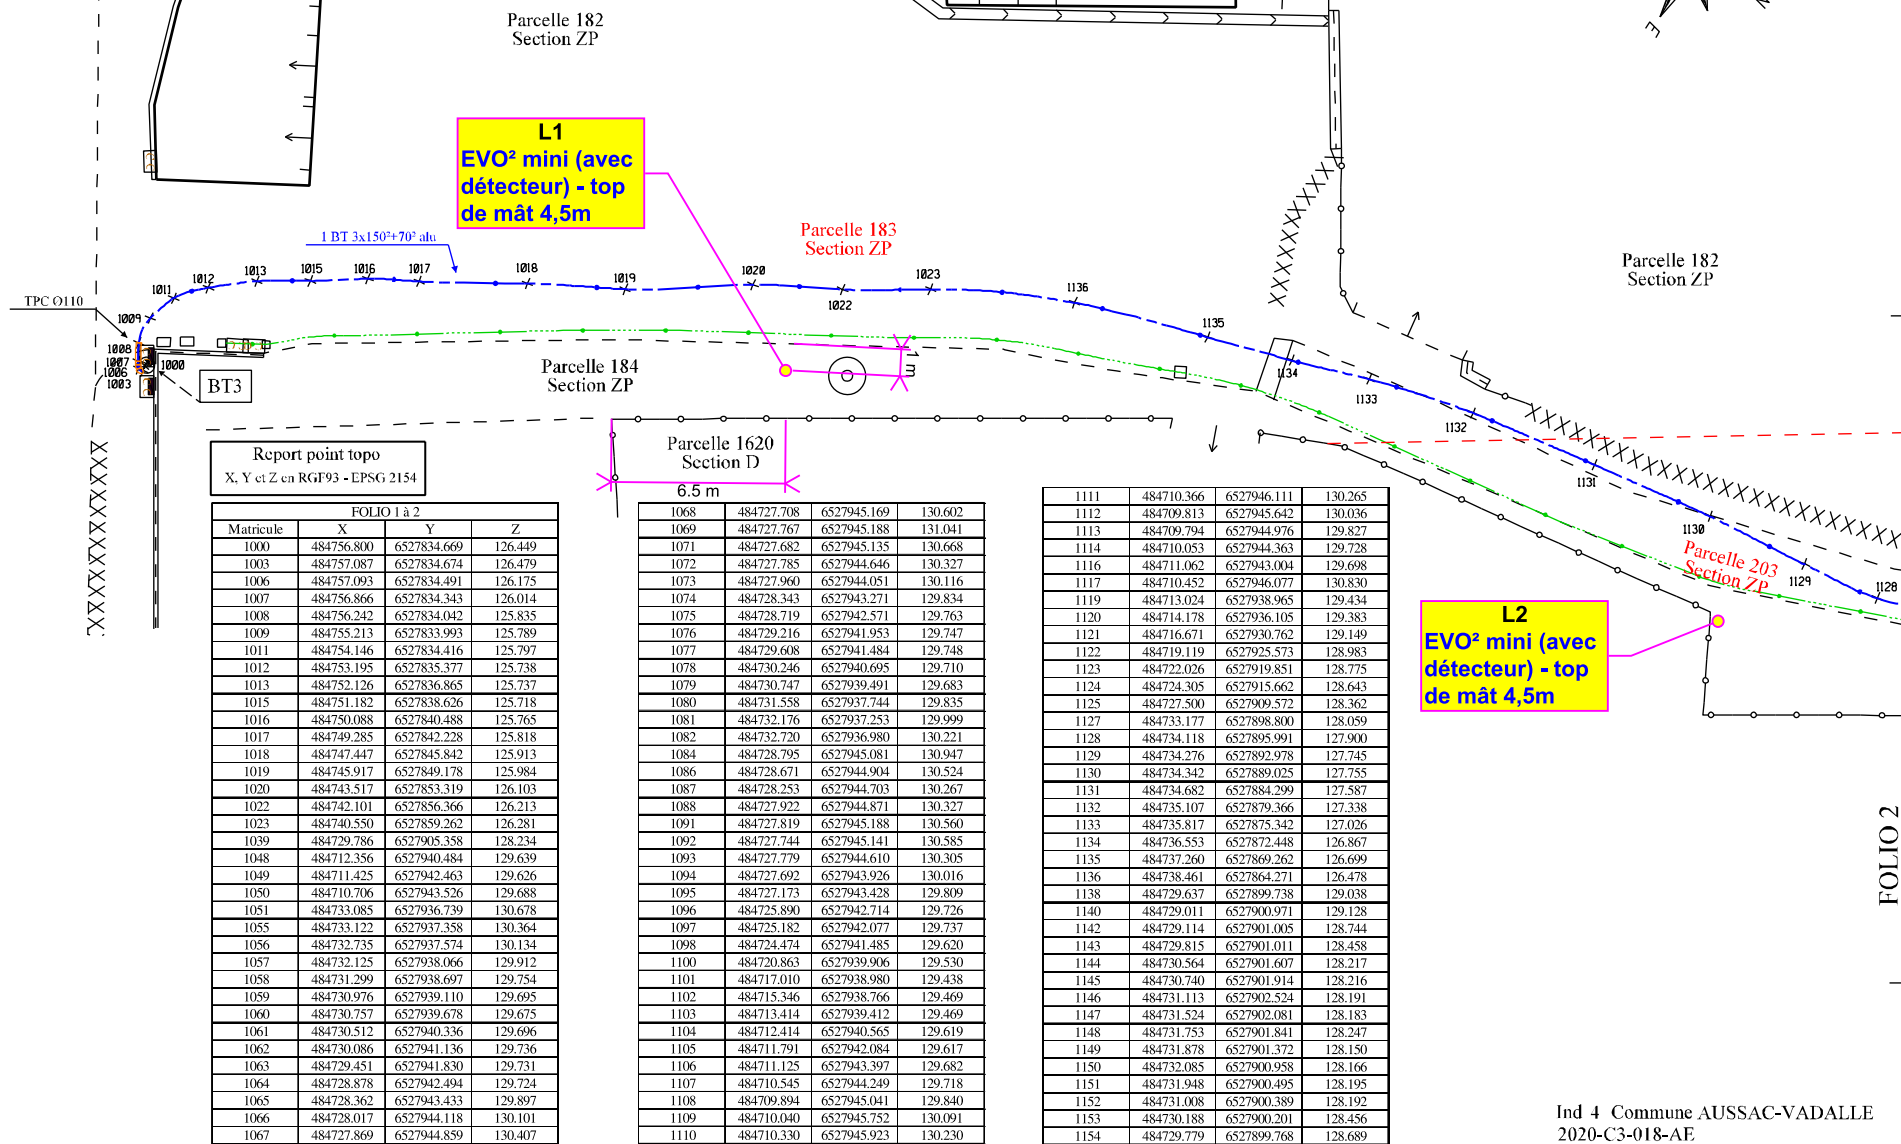 Parcelle 182
Section ZP
E
L1
EVO² mini (avec
détecteur) - top
de mât 4,5m
Parcelle 183
Section ZP
Parcelle 182
Section ZP
1 BT 3x150²+70² alu
TPC Ø110
1009
1011
1012
1013
1015
1016
1017
1018
1019
1020
1022
1023
1136
1135
1134
1133
1132
1131
1130
1129
1128
1008
1007
1006
1003
1000
BT3
Parcelle 184
Section ZP
1 m
Parcelle 1620
Section D
6.5 m
Parcelle 203
Section ZP
L2
EVO² mini (avec
détecteur) - top
de mât 4,5m
Report point topo
X, Y et Z en RGF93 - EPSG 2154
FOLIO 1 à 2
Matricule X Y Z
1000 484756.800 6527834.669 126.449
1003 484757.087 6527834.674 126.479
1006 484757.093 6527834.491 126.175
1007 484756.866 6527834.343 126.014
1008 484756.242 6527834.042 125.835
1009 484755.213 6527833.993 125.789
1011 484754.146 6527834.416 125.797
1012 484753.195 6527835.377 125.738
1013 484752.126 6527836.865 125.737
1015 484751.182 6527838.626 125.718
1016 484750.088 6527840.488 125.765
1017 484749.285 6527842.228 125.818
1018 484747.447 6527845.842 125.913
1019 484745.917 6527849.178 125.984
1020 484743.517 6527853.319 126.103
1022 484742.101 6527856.366 126.213
1023 484740.550 6527859.262 126.281
1039 484729.786 6527905.358 128.234
1048 484712.356 6527940.484 129.639
1049 484711.425 6527942.463 129.626
1050 484710.706 6527943.526 129.688
1051 484733.085 6527936.739 130.678
1055 484733.122 6527937.358 130.364
1056 484732.735 6527937.574 130.134
1057 484732.125 6527938.066 129.912
1058 484731.299 6527938.697 129.754
1059 484730.976 6527939.110 129.695
1060 484730.757 6527939.678 129.675
1061 484730.512 6527940.336 129.696
1062 484730.086 6527941.136 129.736
1063 484729.451 6527941.830 129.731
1064 484728.878 6527942.494 129.724
1065 484728.362 6527943.433 129.897
1066 484728.017 6527944.118 130.101
1067 484727.869 6527944.859 130.407
1068 484727.708 6527945.169 130.602
1069 484727.767 6527945.188 131.041
1071 484727.682 6527945.135 130.668
1072 484727.785 6527944.646 130.327
1073 484727.960 6527944.051 130.116
1074 484728.343 6527943.271 129.834
1075 484728.719 6527942.571 129.763
1076 484729.216 6527941.953 129.747
1077 484729.608 6527941.484 129.748
1078 484730.246 6527940.695 129.710
1079 484730.747 6527939.491 129.683
1080 484731.558 6527937.744 129.835
1081 484732.176 6527937.253 129.999
1082 484732.720 6527936.980 130.221
1084 484728.795 6527945.081 130.947
1086 484728.671 6527944.904 130.524
1087 484728.253 6527944.703 130.267
1088 484727.922 6527944.871 130.327
1091 484727.819 6527945.188 130.560
1092 484727.744 6527945.141 130.585
1093 484727.779 6527944.610 130.305
1094 484727.692 6527943.926 130.016
1095 484727.173 6527943.428 129.809
1096 484725.890 6527942.714 129.726
1097 484725.182 6527942.077 129.737
1098 484724.474 6527941.485 129.620
1100 484720.863 6527939.906 129.530
1101 484717.010 6527938.980 129.438
1102 484715.346 6527938.766 129.469
1103 484713.414 6527939.412 129.469
1104 484712.414 6527940.565 129.619
1105 484711.791 6527942.084 129.617
1106 484711.125 6527943.397 129.682
1107 484710.545 6527944.249 129.718
1108 484709.894 6527945.041 129.840
1109 484710.040 6527945.752 130.091
1110 484710.330 6527945.923 130.230
1111 484710.366 6527946.111 130.265
1112 484709.813 6527945.642 130.036
1113 484709.794 6527944.976 129.827
1114 484710.053 6527944.363 129.728
1116 484711.062 6527943.004 129.698
1117 484710.452 6527946.077 130.830
1119 484713.024 6527938.965 129.434
1120 484714.178 6527936.105 129.383
1121 484716.671 6527930.762 129.149
1122 484719.119 6527925.573 128.983
1123 484722.026 6527919.851 128.775
1124 484724.305 6527915.662 128.643
1125 484727.500 6527909.572 128.362
1127 484733.177 6527898.800 128.059
1128 484734.118 6527895.991 127.900
1129 484734.276 6527892.978 127.745
1130 484734.342 6527889.025 127.755
1131 484734.682 6527884.299 127.587
1132 484735.107 6527879.366 127.338
1133 484735.817 6527875.342 127.026
1134 484736.553 6527872.448 126.867
1135 484737.260 6527869.262 126.699
1136 484738.461 6527864.271 126.478
1138 484729.637 6527899.738 129.038
1140 484729.011 6527900.971 129.128
1142 484729.114 6527901.005 128.744
1143 484729.815 6527901.011 128.458
1144 484730.564 6527901.607 128.217
1145 484730.740 6527901.914 128.216
1146 484731.113 6527902.524 128.191
1147 484731.524 6527902.081 128.183
1148 484731.753 6527901.841 128.247
1149 484731.878 6527901.372 128.150
1150 484732.085 6527900.958 128.166
1151 484731.948 6527900.495 128.195
1152 484731.008 6527900.389 128.192
1153 484730.188 6527900.201 128.456
1154 484729.779 6527899.768 128.689
FOLIO 2
Ind 4 Commune AUSSAC-VADALLE
2020-C3-018-AE